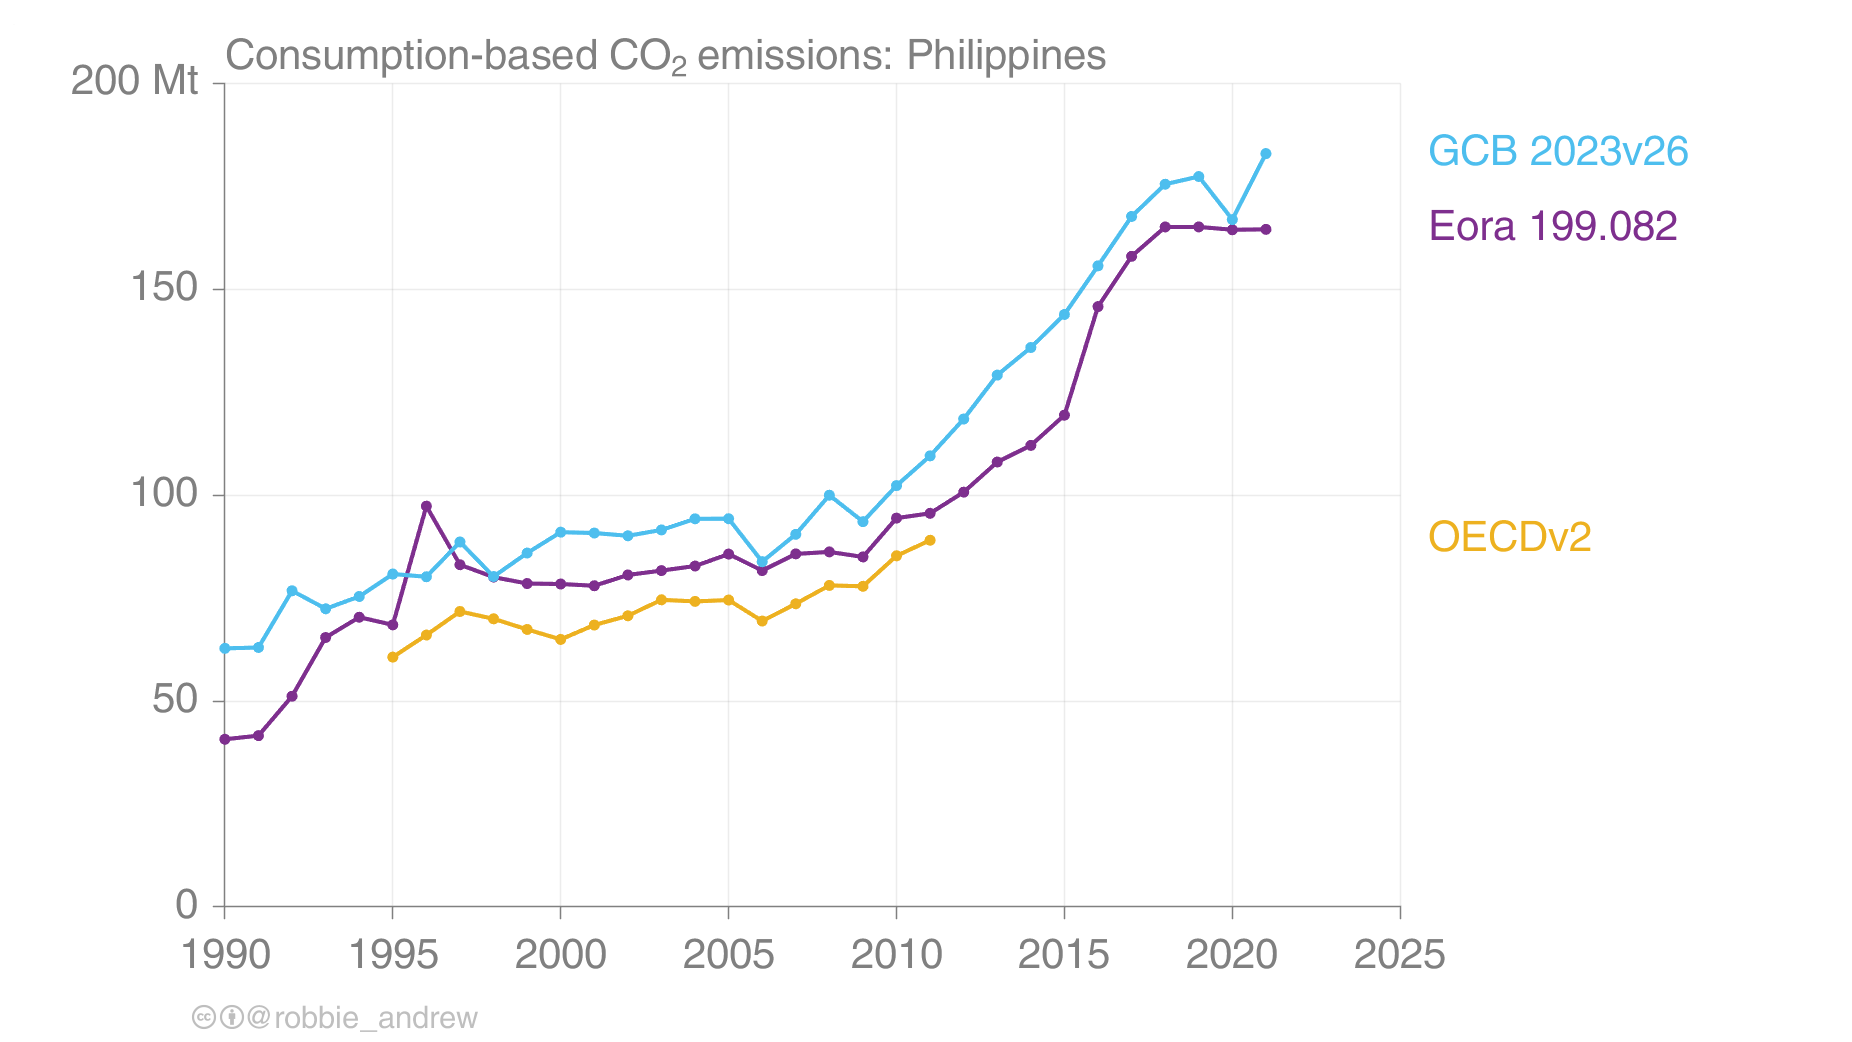 Consumption-based CO₂ emissions: Philippines
200 Mt
150
100
50
0
1990 1995 2000 2005 2010 2015 2020 2025
GCB 2023v26
Eora 199.082
OECDv2
@robbie_andrew